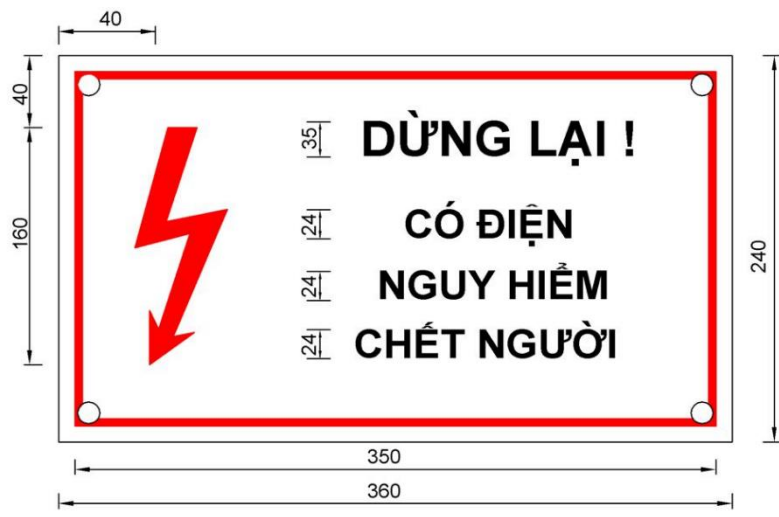 40
40
35
DỪNG LẠI !
160
24
CÓ ĐIỆN
240
24
NGUY HIỂM
24
CHẾT NGƯỜI
350
360